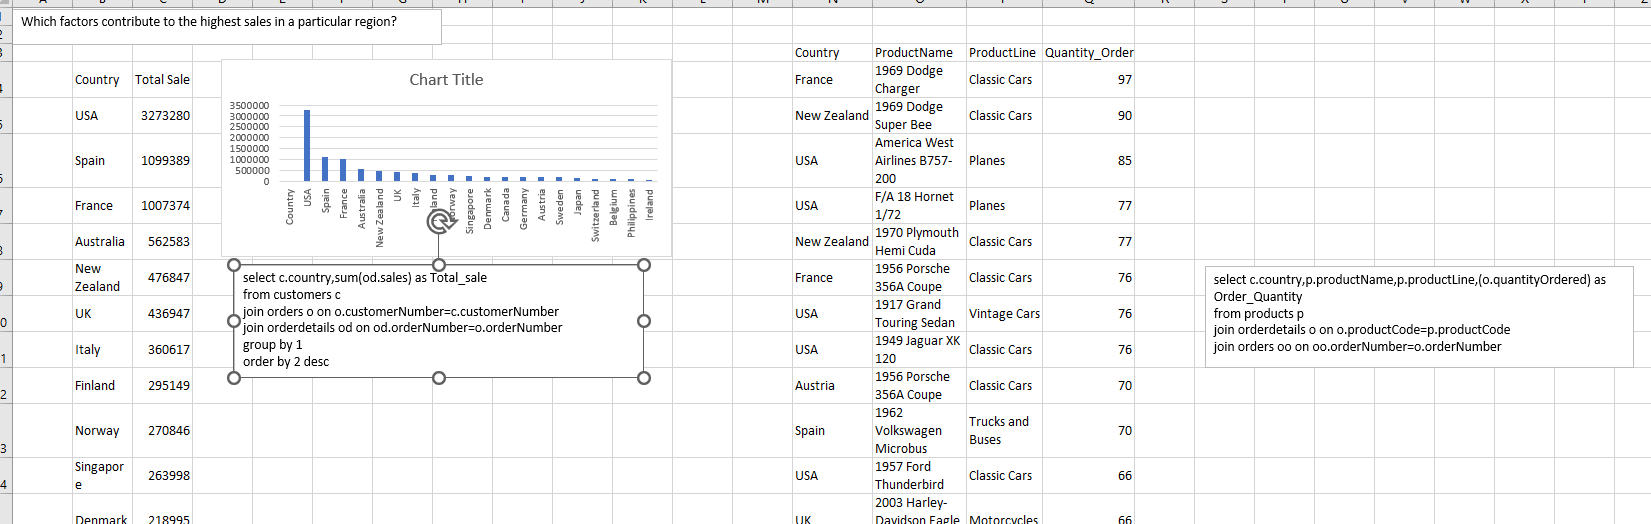 Which factors contribute to the highest sales in a particular region?
Country Total Sale
USA 3273280
Spain 1099389
France 1007374
Australia 562583
New
Zealand 476847
UK 436947
Italy 360617
Finland 295149
Norway 270846
Singapor
e 263998
Denmark 218995
Chart Title
3500000
3000000
2500000
2000000
1500000
1000000
500000
0
Country
USA
Spain
France
Australia
New Zealand
UK
Italy
Singapore
Denmark
Canada
Germany
Austria
Sweden
Japan
Switzerland
Belgium
Philippines
Ireland
select c.country,sum(od.sales) as Total_sale
from customers c
join orders o on o.customerNumber=c.customerNumber
join orderdetails od on od.orderNumber=o.orderNumber
group by 1
order by 2 desc
Country ProductName ProductLine Quantity_Order
France 1969 Dodge
Charger Classic Cars 97
New Zealand 1969 Dodge
Super Bee Classic Cars 90
USA America West
Airlines B757-
200 Planes 85
USA F/A 18 Hornet
1/72 Planes 77
New Zealand 1970 Plymouth
Hemi Cuda Classic Cars 77
France 1956 Porsche
356A Coupe Classic Cars 76
USA 1917 Grand
Touring Sedan Vintage Cars 76
USA 1949 Jaguar XK
120 Classic Cars 76
Austria 1956 Porsche
356A Coupe Classic Cars 70
Spain 1962
Volkswagen
Microbus Trucks and
Buses 70
USA 1957 Ford
Thunderbird Classic Cars 66
UK 2003 Harley-
Davidson Eagle Motorcycles 66
select c.country,p.productName,p.productLine,(o.quantityOrdered) as
Order_Quantity
from products p
join orderdetails o on o.productCode=p.productCode
join orders oo on oo.orderNumber=o.orderNumber